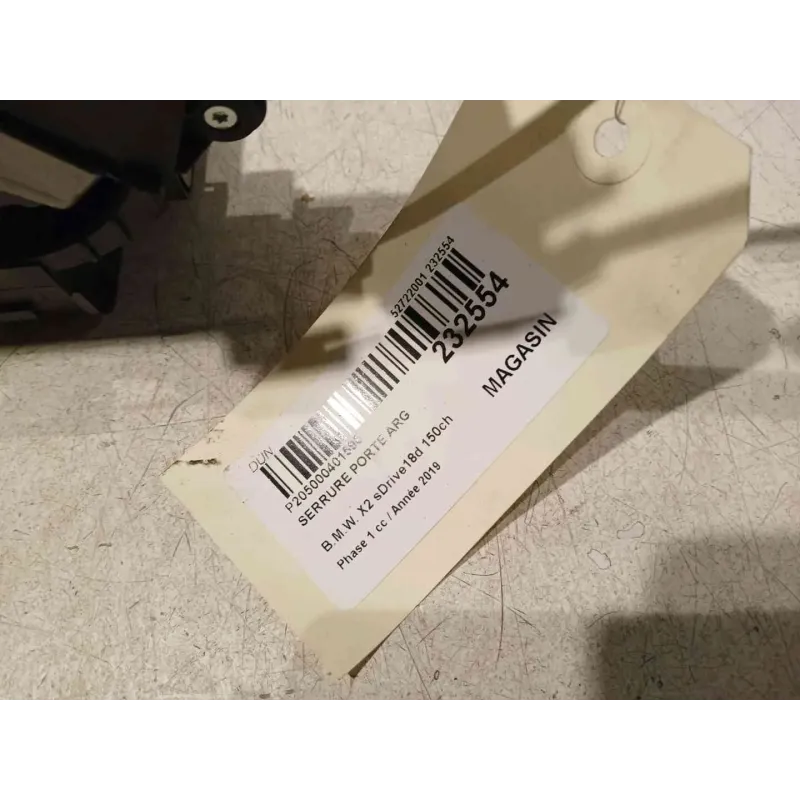 52722001 232554
232554
MAGASIN
DUN
P20500040159
SERRURE PORTE ARG
B.M.W. X2 sDrive18d 150ch
Phase 1 cc / Année 2019